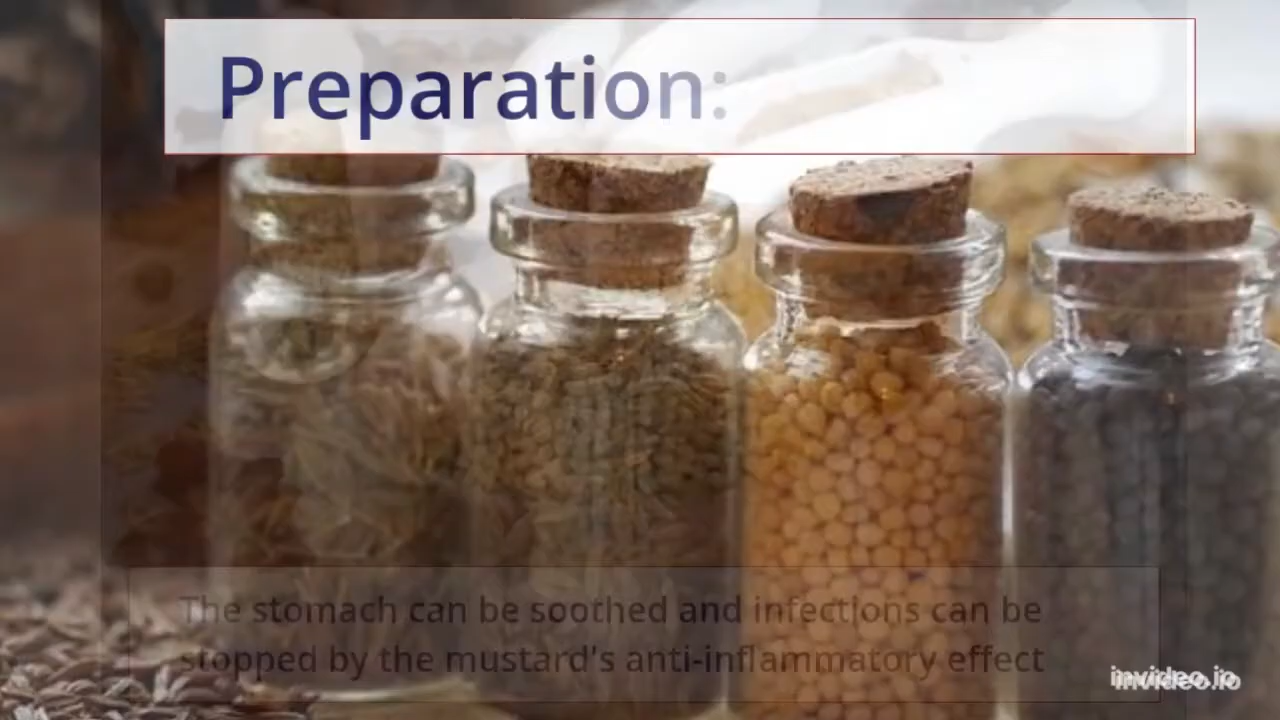 Preparation:
The stomach can be soothed and infections can be
stopped by the mustard's anti-inflammatory effect
invideo.io